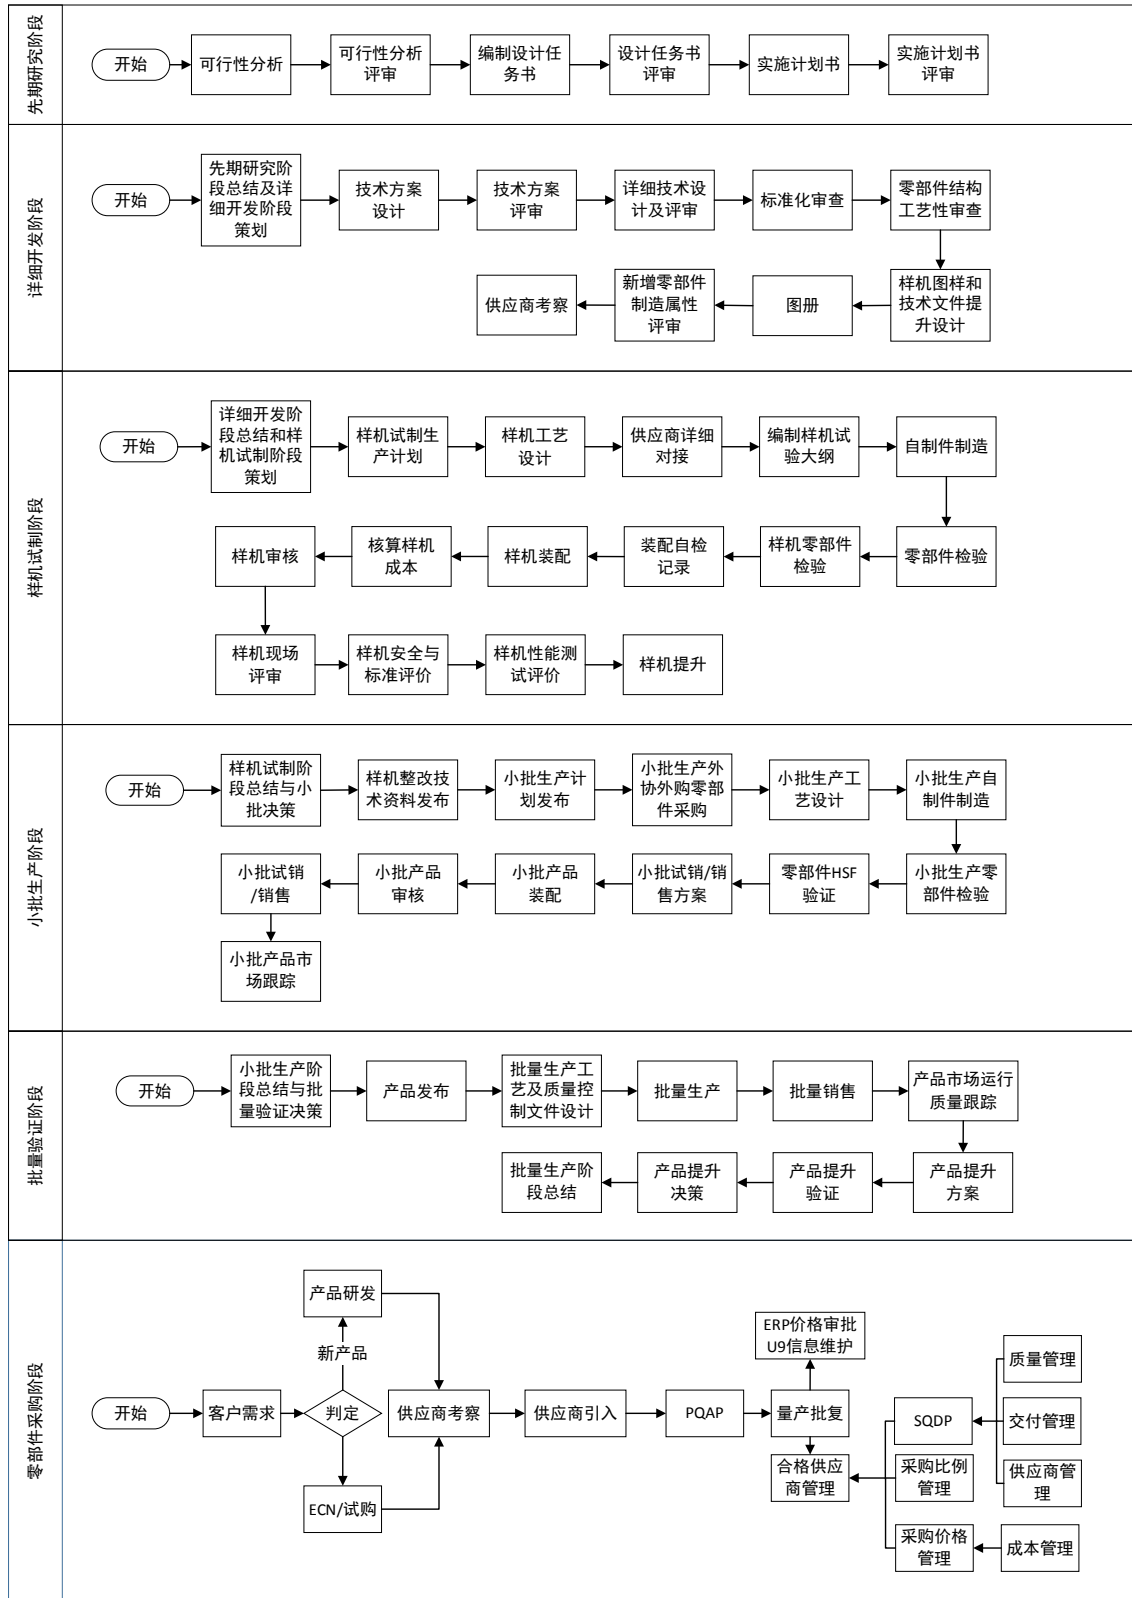 先期研究阶段
开始
可行性分析
可行性分析
评审
编制设计任
务书
设计任务书
评审
实施计划书
实施计划书
评审
详细开发阶段
开始
先期研究阶
段总结及详
细开发阶段
策划
技术方案
设计
技术方案
评审
详细技术设
计及评审
标准化审查
零部件结构
工艺性审查
样机图样和
技术文件提
升设计
图册
新增零部件
制造属性
评审
供应商考察
样机试制阶段
开始
详细开发阶
段总结和样
机试制阶段
策划
样机试制生
产计划
样机工艺
设计
供应商详细
对接
编制样机试
验大纲
自制件制造
零部件检验
样机零部件
检验
装配自检
记录
样机装配
核算样机
成本
样机审核
样机现场
评审
样机安全与
标准评价
样机性能测
试评价
样机提升
小批生产阶段
开始
样机试制阶
段总结与小
批决策
样机整改技
术资料发布
小批生产计
划发布
小批生产外
协外购零部
件采购
小批生产工
艺设计
小批生产自
制件制造
小批生产零
部件检验
零部件HSF
验证
小批试销/销
售方案
小批产品
装配
小批产品
审核
小批试销
/销售
小批产品市
场跟踪
批量验证阶段
开始
小批生产阶
段总结与批
量验证决策
产品发布
批量生产工
艺及质量控
制文件设计
批量生产
批量销售
产品市场运行
质量跟踪
产品提升
方案
产品提升
验证
产品提升
决策
批量生产阶
段总结
零部件采购阶段
开始
客户需求
判定
新产品
产品研发
ECN/试购
供应商考察
供应商引入
PQAP
量产批复
ERP价格审批
U9信息维护
合格供应
商管理
SQDP
采购比例
管理
采购价格
管理
质量管理
交付管理
供应商管
理
成本管理